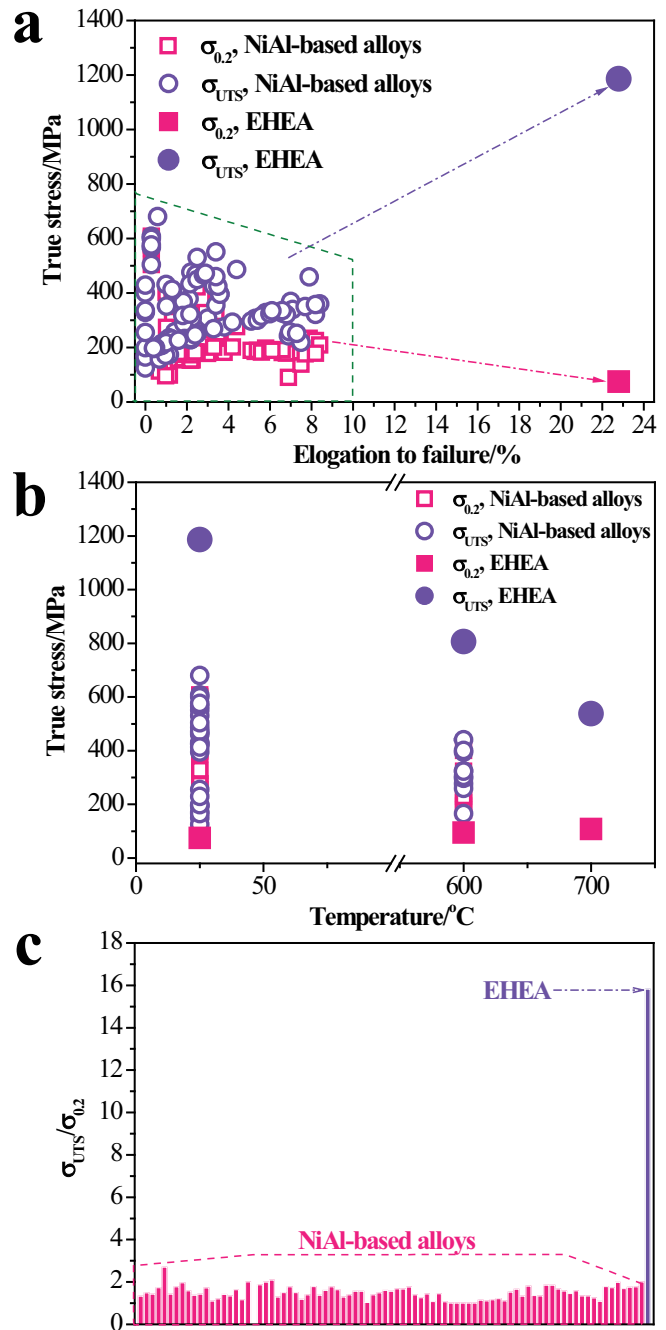 a
1400
1200
1000
800
600
400
200
0
True stress/MPa
σ0.2, NiAl-based alloys
σUTS, NiAl-based alloys
σ0.2, EHEA
σUTS, EHEA
0 2 4 6 8 10 12 14 16 18 20 22 24
Elogation to failure/%
b
1400
1200
1000
800
600
400
200
0
True stress/MPa
σ0.2, NiAl-based alloys
σUTS, NiAl-based alloys
σ0.2, EHEA
σUTS, EHEA
0 50 600 700
Temperature/°C
c
18
16
14
12
10
8
6
4
2
0
σUTS/σ0.2
EHEA
NiAl-based alloys